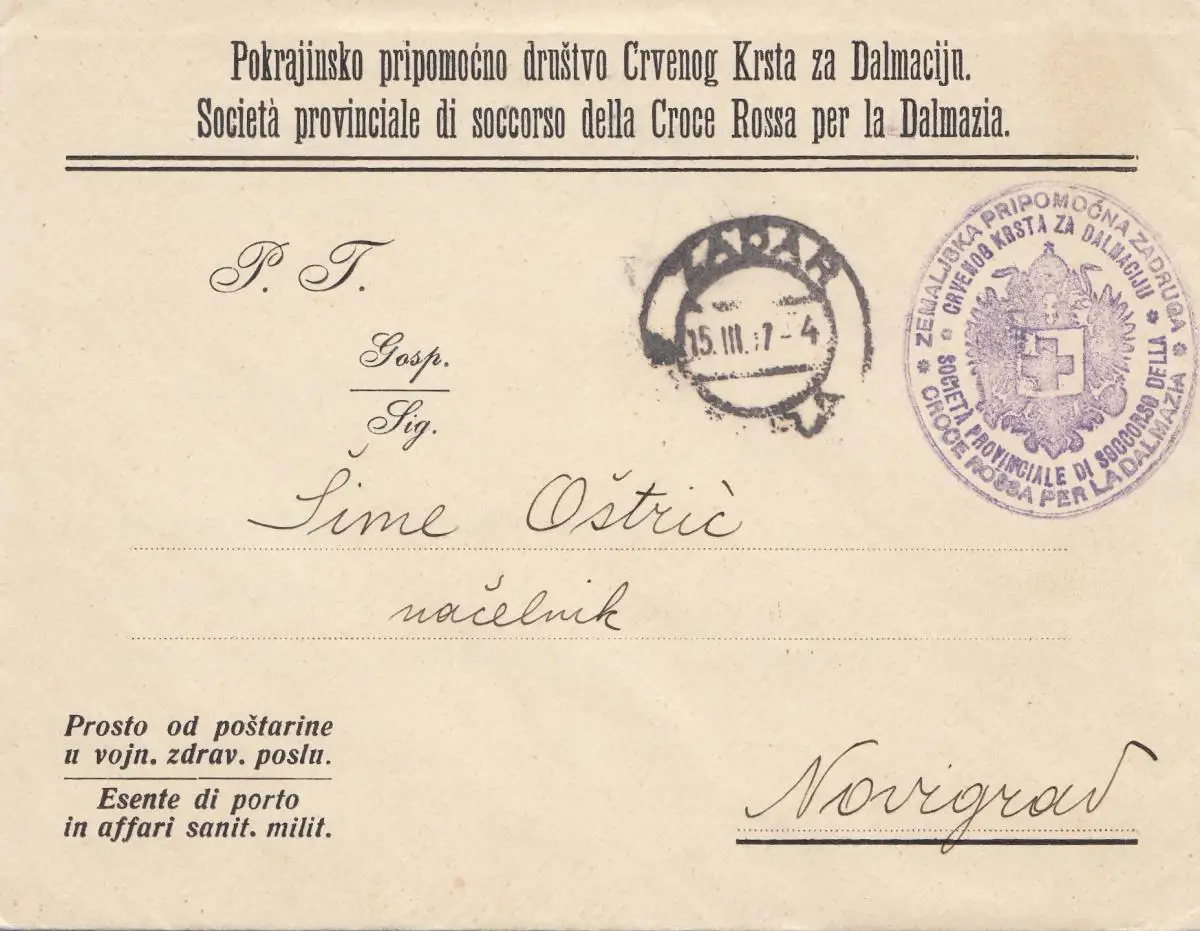 Pokrajinsko pripomoćno društvo Crvenog Krsta za Dalmaciju.
Società provinciale di soccorso della Croce Rossa per la Dalmazia.
P. T.
Gosp.
Sig.
ZADAR
15.III.17-4
ZEMALJSKA PRIPOMOĆNA ZADRUGA
CRVENOG KRSTA ZA DALMACIJU
SOCIETÀ PROVINCIALE DI SOCCORSO DELLA
CROCE ROSSA PER LA DALMAZIA
Šime Oštrić
načelnik
Prosto od poštarine
u vojn. zdrav. poslu.
Esente di porto
in affari sanit. milit.
Novigrad